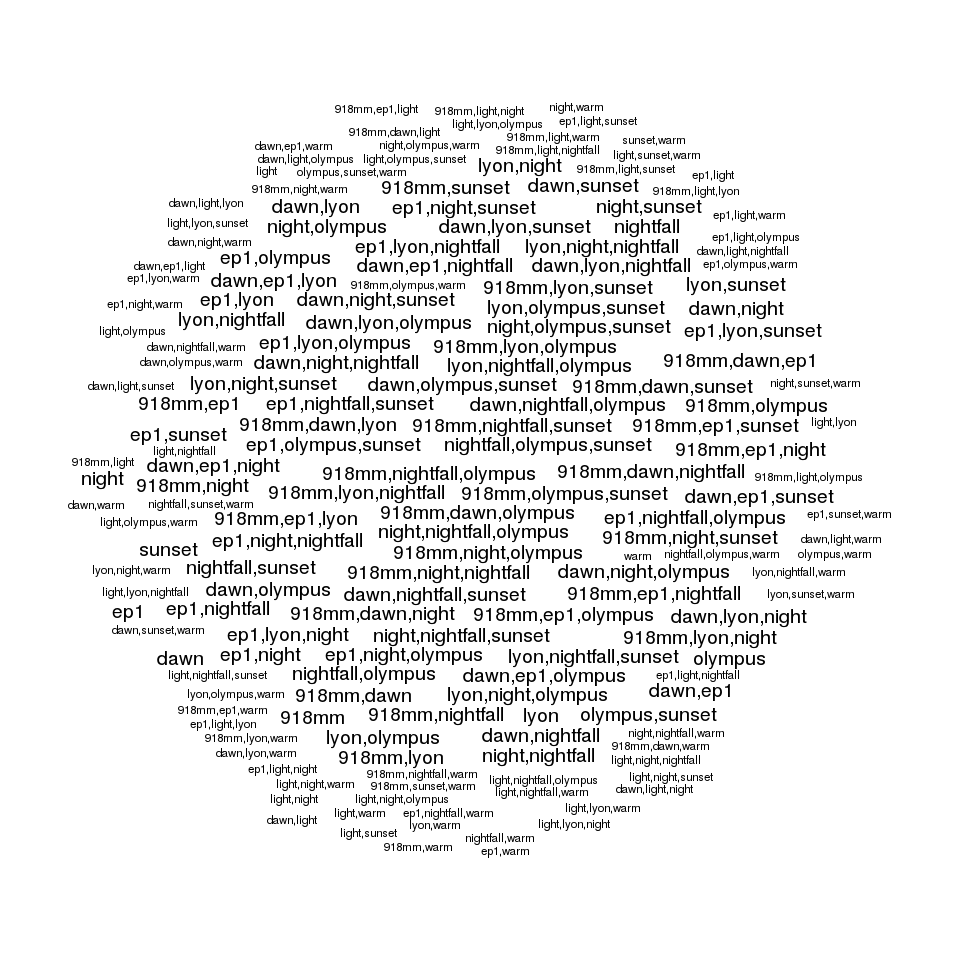 918mm,ep1,light
918mm,light,night
night,warm
light,lyon,olympus
ep1,light,sunset
918mm,dawn,light
918mm,light,warm
sunset,warm
dawn,ep1,warm
night,olympus,warm
918mm,light,nightfall
light,sunset,warm
dawn,light,olympus
light,olympus,sunset
lyon,night
918mm,light,sunset
light
olympus,sunset,warm
ep1,light
918mm,night,warm
918mm,sunset
dawn,sunset
918mm,light,lyon
dawn,light,lyon
dawn,lyon
ep1,night,sunset
night,sunset
ep1,light,warm
light,lyon,sunset
night,olympus
dawn,lyon,sunset
nightfall
ep1,light,olympus
dawn,night,warm
ep1,lyon,nightfall
lyon,night,nightfall
dawn,light,nightfall
dawn,ep1,light
ep1,olympus
dawn,ep1,nightfall
dawn,lyon,nightfall
ep1,olympus,warm
ep1,lyon,warm
dawn,ep1,lyon
918mm,olympus,warm
918mm,lyon,sunset
lyon,sunset
ep1,night,warm
ep1,lyon
dawn,night,sunset
lyon,olympus,sunset
dawn,night
light,olympus
lyon,nightfall
dawn,lyon,olympus
night,olympus,sunset
ep1,lyon,sunset
dawn,nightfall,warm
ep1,lyon,olympus
918mm,lyon,olympus
dawn,olympus,warm
dawn,night,nightfall
lyon,nightfall,olympus
918mm,dawn,ep1
dawn,light,sunset
lyon,night,sunset
dawn,olympus,sunset
918mm,dawn,sunset
night,sunset,warm
918mm,ep1
ep1,nightfall,sunset
dawn,nightfall,olympus
918mm,olympus
ep1,sunset
918mm,dawn,lyon
918mm,nightfall,sunset
918mm,ep1,sunset
light,lyon
light,nightfall
ep1,olympus,sunset
nightfall,olympus,sunset
918mm,ep1,night
918mm,light
dawn,ep1,night
918mm,nightfall,olympus
918mm,dawn,nightfall
918mm,light,olympus
night
918mm,night
918mm,lyon,nightfall
918mm,olympus,sunset
dawn,ep1,sunset
dawn,warm
nightfall,sunset,warm
918mm,dawn,olympus
ep1,nightfall,olympus
ep1,sunset,warm
light,olympus,warm
918mm,ep1,lyon
night,nightfall,olympus
918mm,night,sunset
dawn,light,warm
sunset
ep1,night,nightfall
918mm,night,olympus
warm
nightfall,olympus,warm
olympus,warm
lyon,night,warm
nightfall,sunset
918mm,night,nightfall
dawn,night,olympus
lyon,nightfall,warm
light,lyon,nightfall
dawn,olympus
dawn,nightfall,sunset
918mm,ep1,nightfall
lyon,sunset,warm
ep1
ep1,nightfall
918mm,dawn,night
918mm,ep1,olympus
dawn,lyon,night
dawn,sunset,warm
ep1,lyon,night
night,nightfall,sunset
918mm,lyon,night
dawn
ep1,night
ep1,night,olympus
lyon,nightfall,sunset
olympus
light,nightfall,sunset
nightfall,olympus
dawn,ep1,olympus
ep1,light,nightfall
lyon,olympus,warm
918mm,dawn
lyon,night,olympus
dawn,ep1
918mm,ep1,warm
918mm
918mm,nightfall
lyon
olympus,sunset
ep1,light,lyon
918mm,lyon,warm
lyon,olympus
dawn,nightfall
night,nightfall,warm
918mm,dawn,warm
dawn,lyon,warm
918mm,lyon
night,nightfall
light,night,nightfall
ep1,light,night
918mm,nightfall,warm
light,nightfall,olympus
light,night,sunset
light,night,warm
918mm,sunset,warm
light,nightfall,warm
dawn,light,night
light,night
light,night,olympus
light,lyon,warm
dawn,light
light,warm
ep1,nightfall,warm
light,lyon,night
light,sunset
lyon,warm
nightfall,warm
918mm,warm
ep1,warm